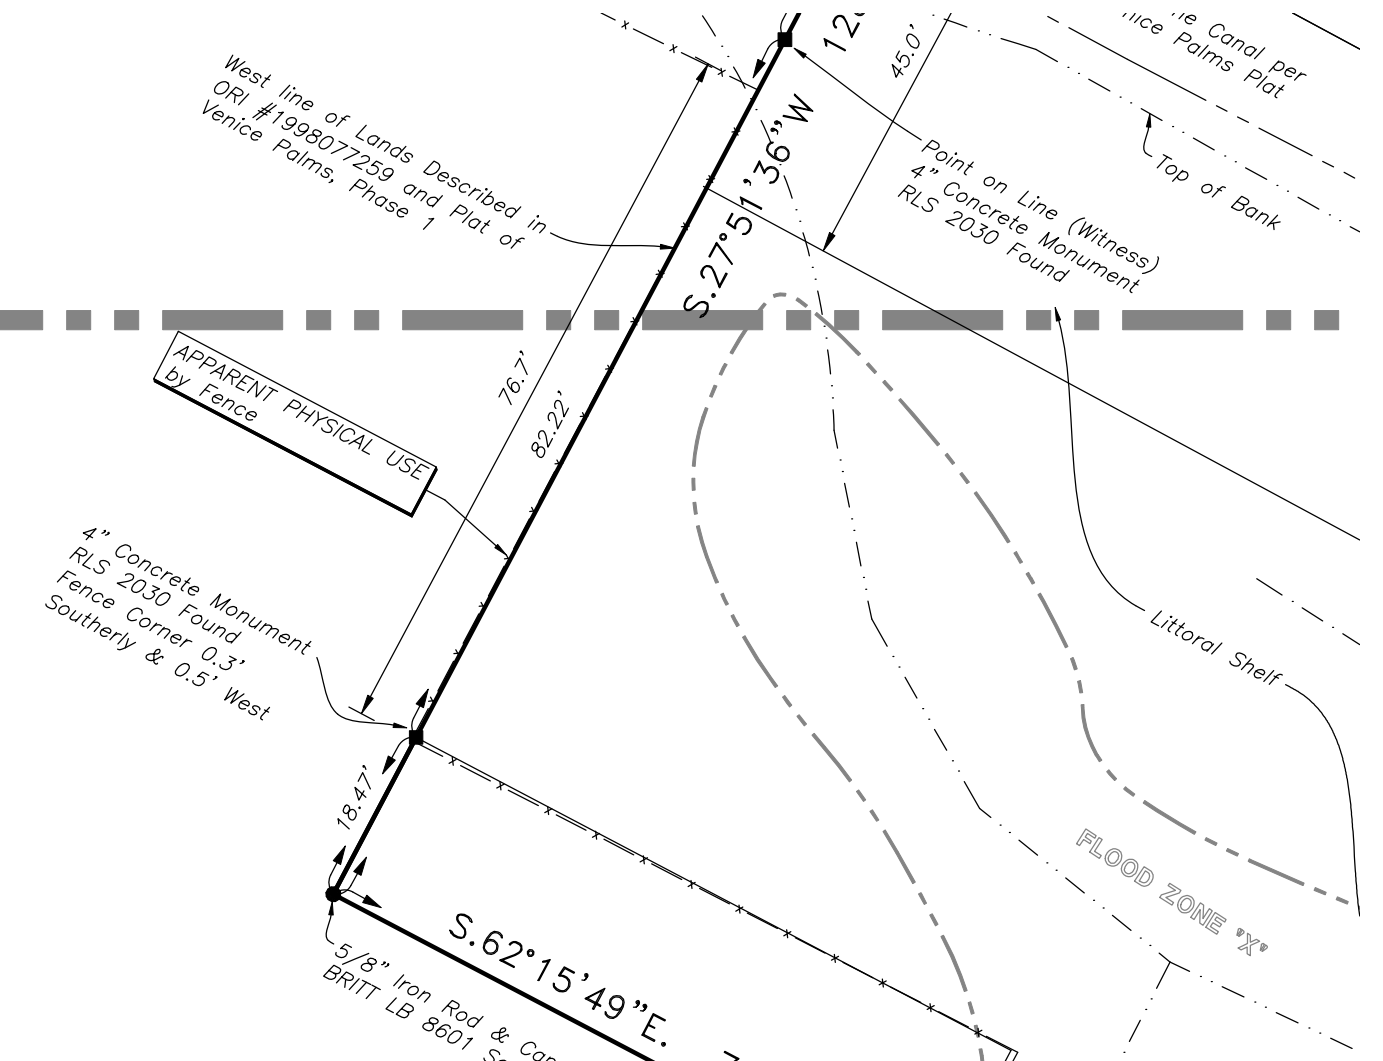 West line of Lands Described in
ORI #1998077259 and Plat of
Venice Palms, Phase 1
45.0'
Canal per
Palms Plat
Top of Bank
Point on Line (Witness)
4" Concrete Monument
RLS 2030 Found
S.27°51'36"W
76.7'
82.22'
APPARENT PHYSICAL USE
by Fence
4" Concrete Monument
RLS 2030 Found
Fence Corner 0.3'
Southerly & 0.5' West
Littoral Shelf
18.47'
FLOOD ZONE "X"
S.62°15'49"E.
5/8" Iron Rod &
BRITT LB 8601